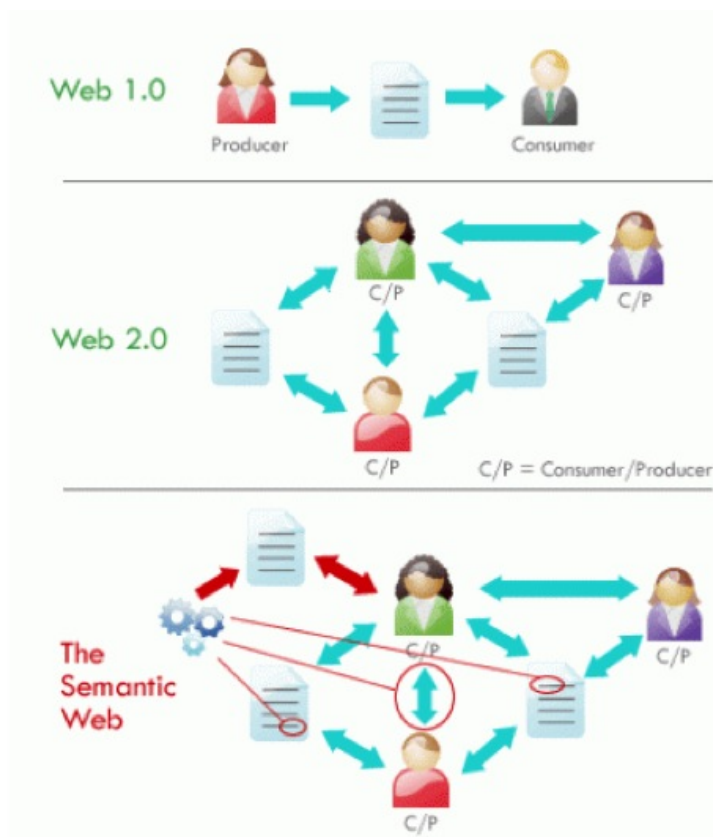 Web 1.0
Producer
Consumer
C/P
C/P
Web 2.0
C/P
C/P = Consumer/Producer
C/P
C/P
The
Semantic
Web
C/P